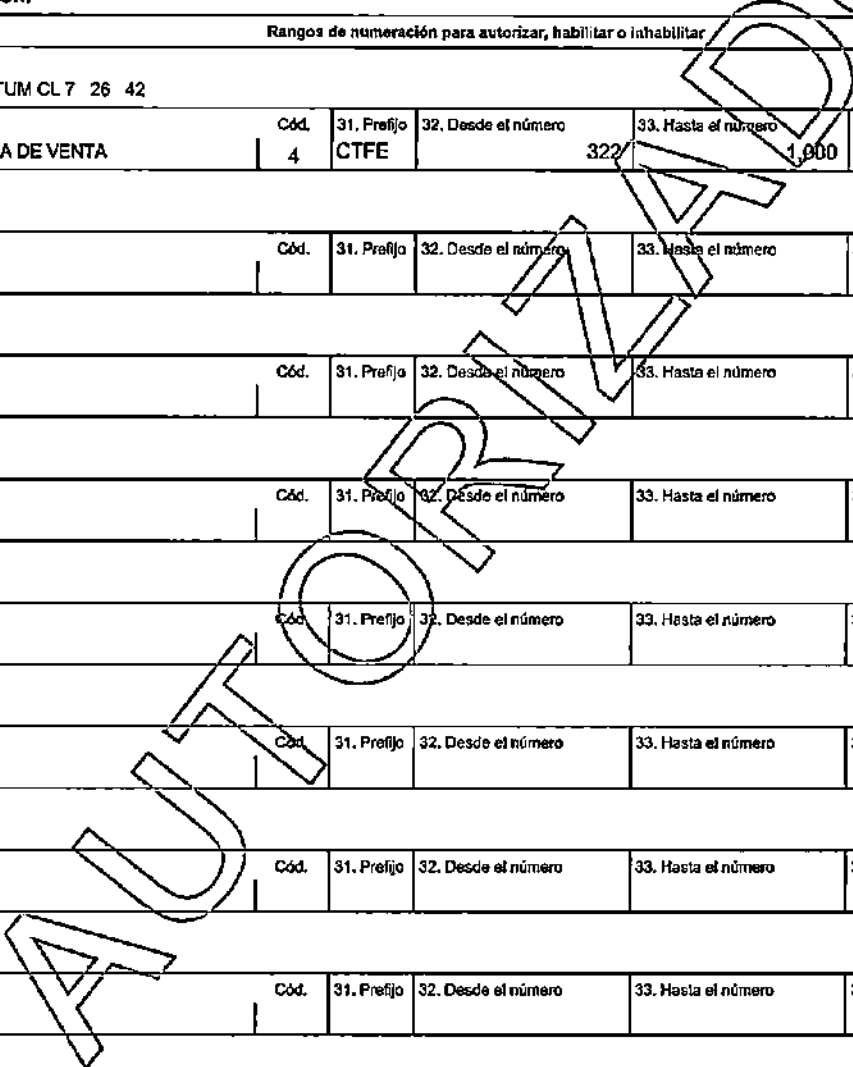 Rangos de numeración para autorizar, habilitar o inhabilitar
TUM CL 7 26 42
Cód. 31. Prefijo 32. Desde el número 33. Hasta el número
A DE VENTA 4 CTFE 322 1,000
Cód. 31. Prefijo 32. Desde el número 33. Hasta el número
Cód. 31. Prefijo 32. Desde el número 33. Hasta el número
Cód. 31. Prefijo 32. Desde el número 33. Hasta el número
Cód. 31. Prefijo 32. Desde el número 33. Hasta el número
Cód. 31. Prefijo 32. Desde el número 33. Hasta el número
Cód. 31. Prefijo 32. Desde el número 33. Hasta el número
Cód. 31. Prefijo 32. Desde el número 33. Hasta el número
AUTORIZADO